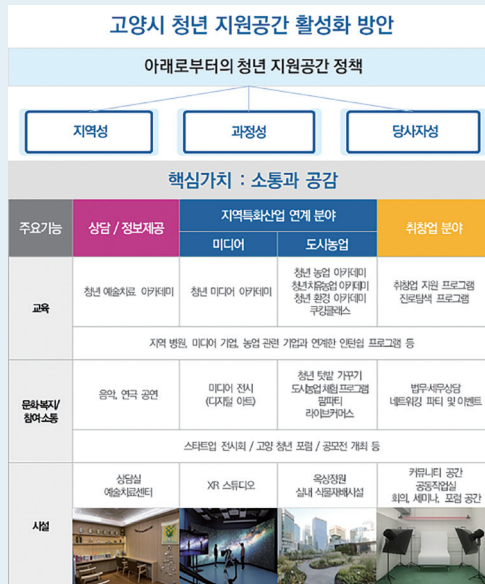 고양시 청년 지원공간 활성화 방안
아래로부터의 청년 지원공간 정책
지역성
과정성
당사자성
핵심가치 : 소통과 공감
주요기능
상담 / 정보제공
지역특화산업 연계 분야
미디어
도시농업
취창업 분야
교육
청년 예술치료 아카데미
청년 미디어 아카데미
청년 농업 아카데미
청년치유농업 아카데미
청년 환경 아카데미
쿠킹클래스
취창업 지원 프로그램
진로탐색 프로그램
지역 병원, 미디어 기업, 농업 관련 기업과 연계한 인턴쉽 프로그램 등
문화복지/
참여소통
음악, 연극 공연
미디어 전시
(디지털 아트)
청년 텃밭 가꾸기
도시농업 체험 프로그램
팜파티
라이브커머스
법무세무상담
네트워킹 파티 및 이벤트
스타트업 전시회 / 고양 청년 포럼 / 공모전 개최 등
시설
상담실
예술치료센터
XR 스튜디오
옥상정원
실내 식물재배시설
커뮤니티 공간
공동작업실
회의, 세미나, 포럼 공간